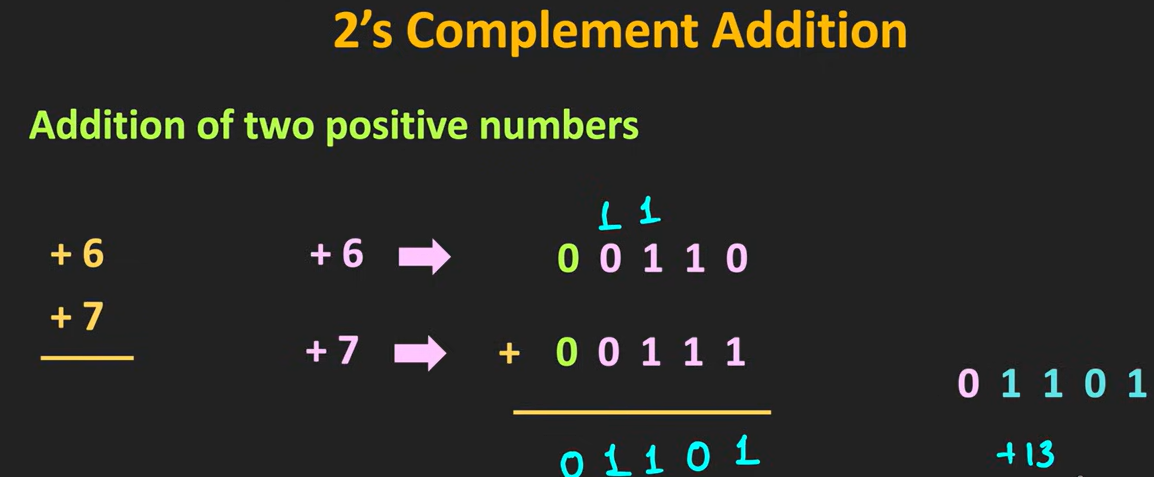 2's Complement Addition
Addition of two positive numbers
1 1
+ 6 + 6 0 0 1 1 0
+ 7
+ 7 + 0 0 1 1 1
0 1 1 0 1
0 1 1 0 1
+13